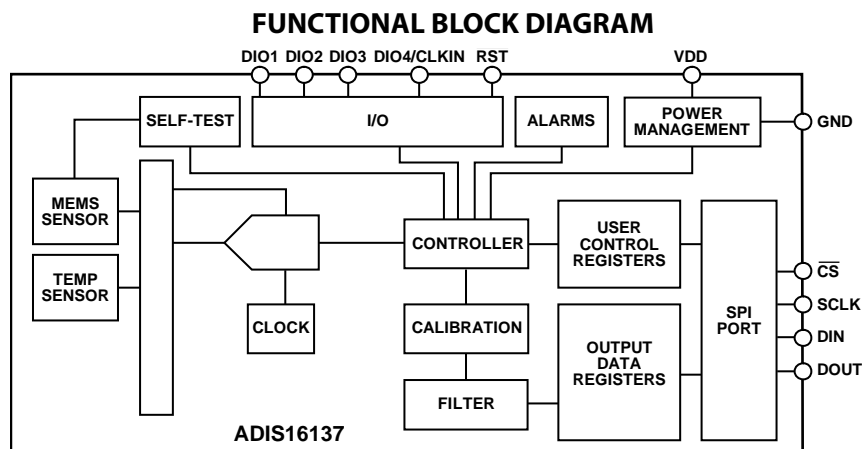 FUNCTIONAL BLOCK DIAGRAM
DIO1 DIO2 DIO3 DIO4/CLKIN RST VDD
SELF-TEST
I/O
ALARMS
POWER
MANAGEMENT
GND
MEMS
SENSOR
TEMP
SENSOR
CLOCK
CONTROLLER
CALIBRATION
FILTER
USER
CONTROL
REGISTERS
OUTPUT
DATA
REGISTERS
SPI
PORT
CS
SCLK
DIN
DOUT
ADIS16137